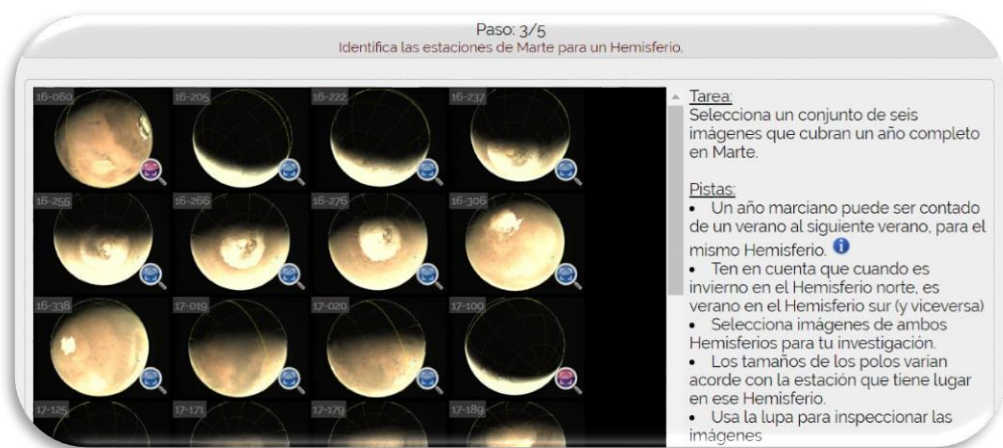 Paso: 3/5
Identifica las estaciones de Marte para un Hemisferio.
16-060 16-205 16-222 16-237
16-255 16-266 16-276 16-306
16-338 17-019 17-020 17-100
17-125 17-171 17-179 17-189
Tarea:
Selecciona un conjunto de seis
imágenes que cubran un año completo
en Marte.
Pistas:
• Un año marciano puede ser contado
de un verano al siguiente verano, para el
mismo Hemisferio. i
• Ten en cuenta que cuando es
invierno en el Hemisferio norte, es
verano en el Hemisferio sur (y viceversa)
• Selecciona imágenes de ambos
Hemisferios para tu investigación.
• Los tamaños de los polos varían
acorde con la estación que tiene lugar
en ese Hemisferio.
• Usa la lupa para inspeccionar las
imágenes